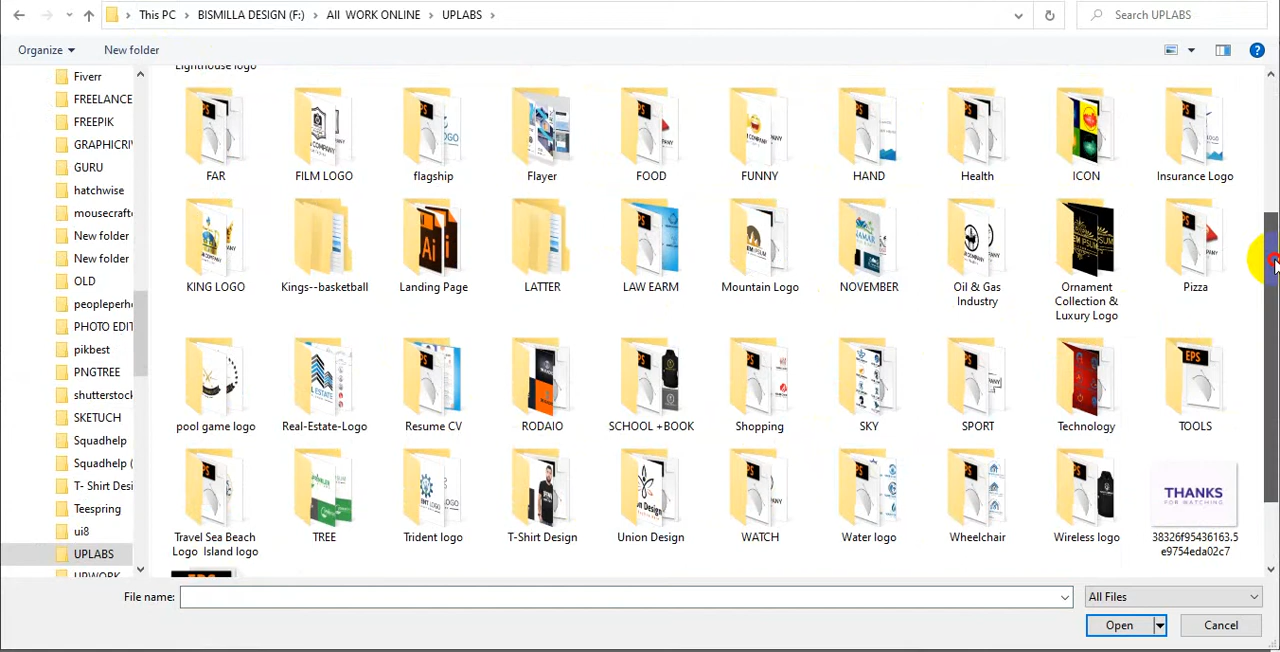 This PC
BISMILLA DESIGN (F:)
All WORK ONLINE
UPLABS
Search UPLABS
Organize
New folder
Fiverr
FREELANCE
FREEPIK
GRAPHICRI
GURU
hatchwise
mousecraft
New folder
New folder
OLD
peopleperh
PHOTO EDIT
pikbest
PNGTREE
shutterstock
SKETUCH
Squadhelp
Squadhelp (
T- Shirt Desi
Teespring
ui8
UPLABS
UPWORK
Lighthouse logo
FAR
FILM LOGO
flagship
Flayer
FOOD
FUNNY
HAND
Health
ICON
Insurance Logo
KING LOGO
Kings--basketball
Landing Page
LATTER
LAW EARM
Mountain Logo
NOVEMBER
Oil & Gas
Industry
Ornament
Collection &
Luxury Logo
Pizza
pool game logo
Real-Estate-Logo
Resume CV
RODAIO
SCHOOL +BOOK
Shopping
SKY
SPORT
Technology
EPS
TOOLS
Travel Sea Beach
Logo Island logo
TREE
Trident logo
T-Shirt Design
Union Design
WATCH
Water logo
Wheelchair
Wireless logo
THANKS
FOR WATCHING
38326f95436163.5
e9754eda02c7
File name:
All Files
Open
Cancel